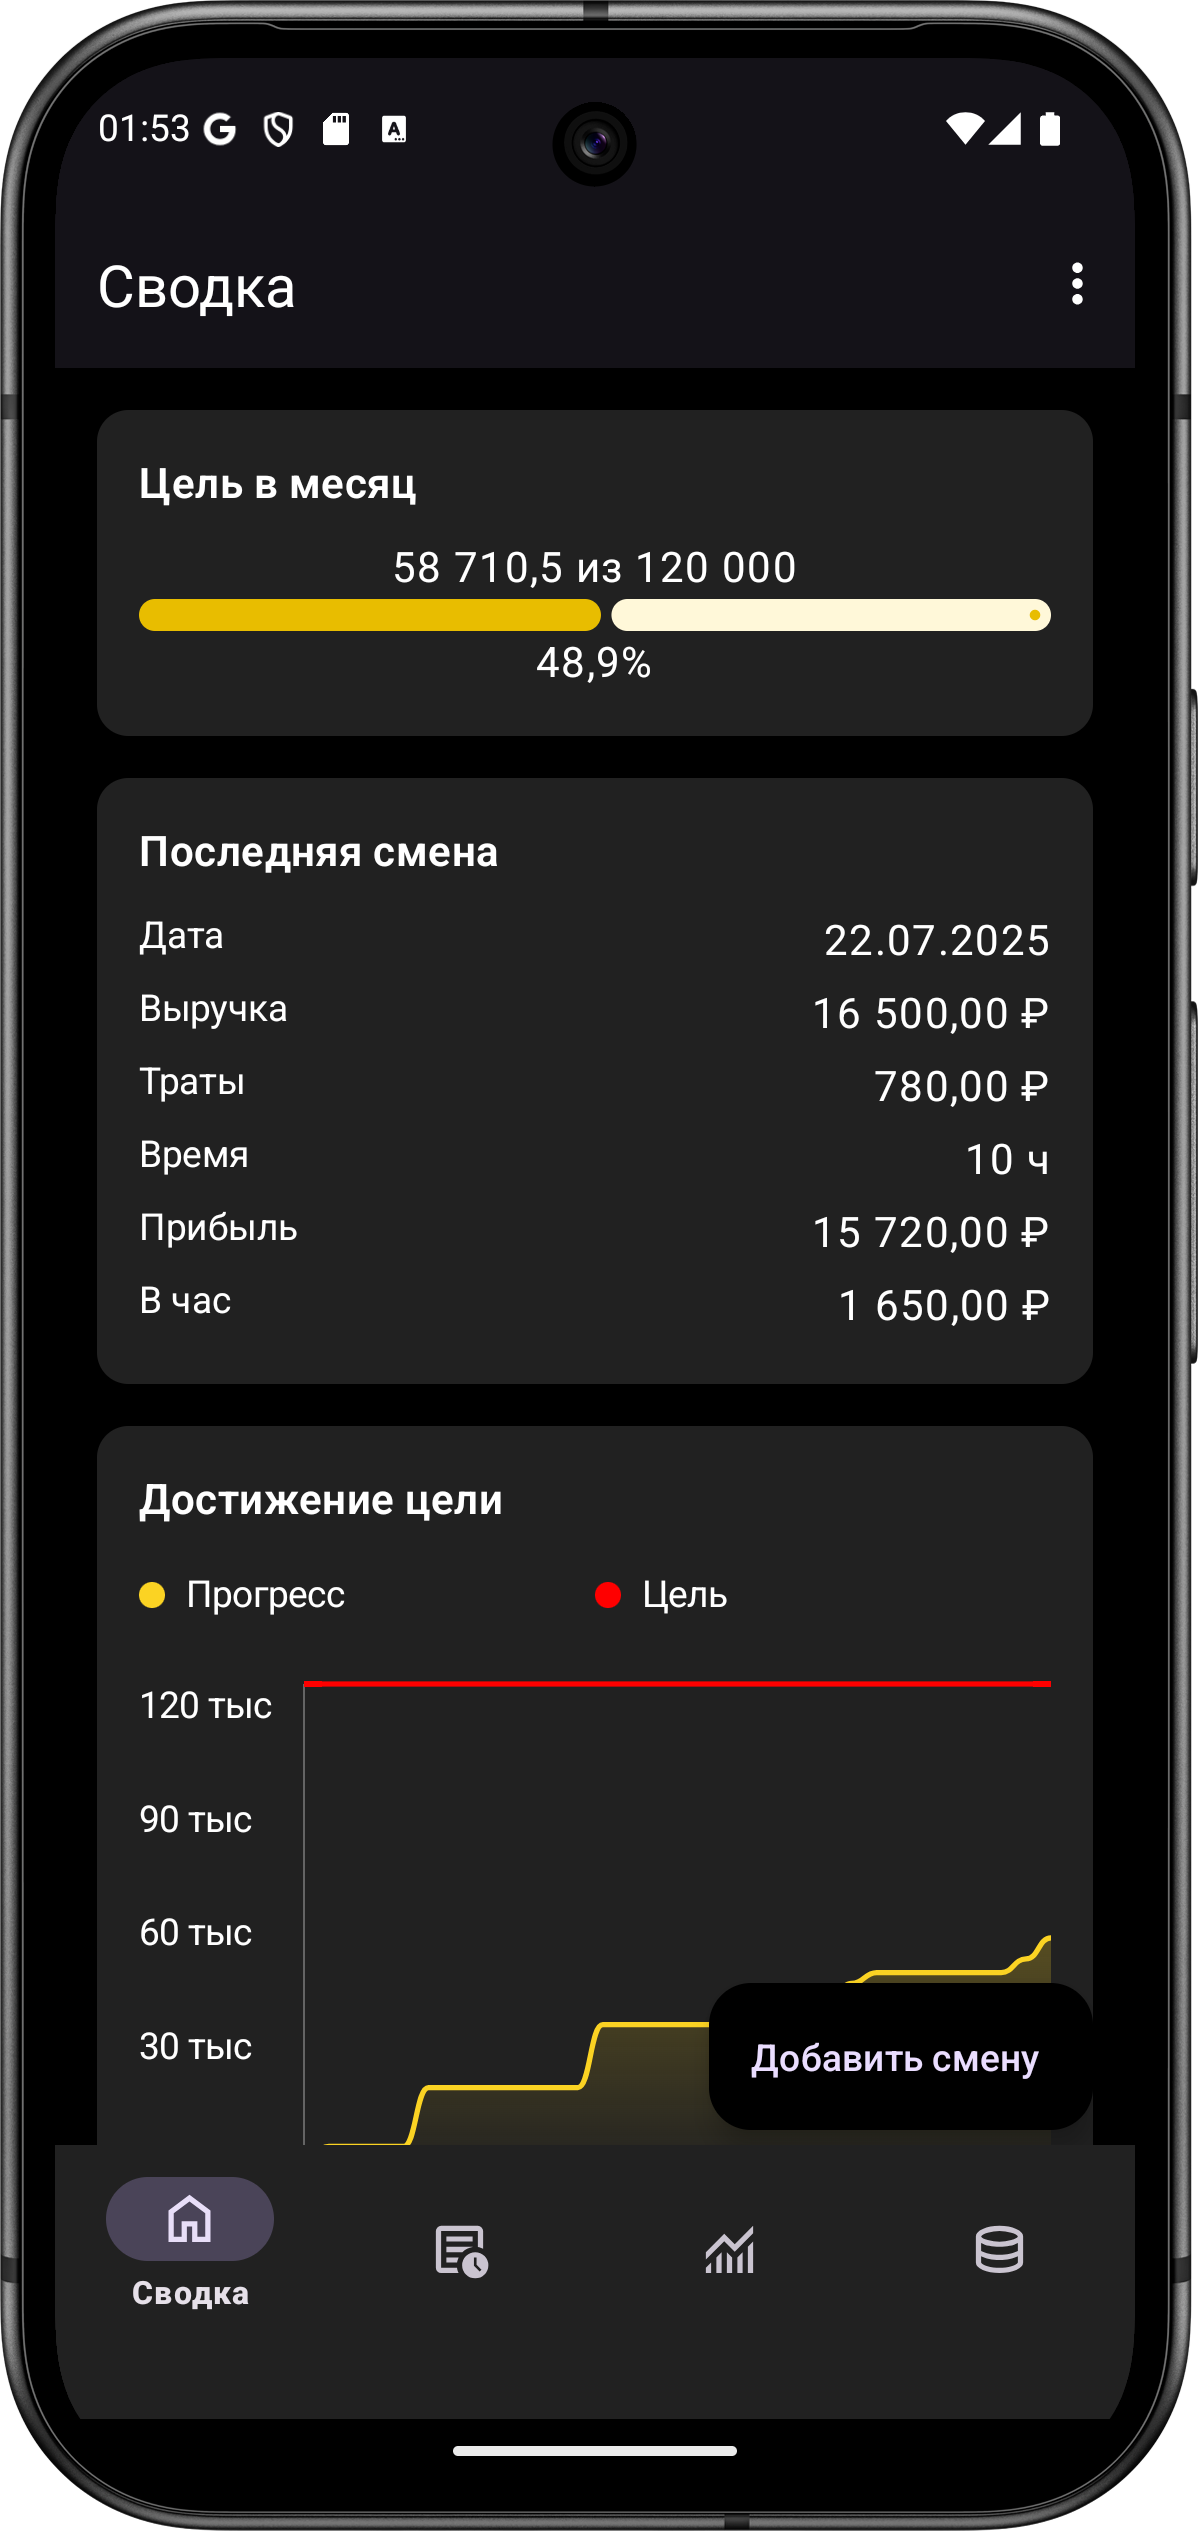 01:53
Сводка
Цель в месяц
58 710,5 из 120 000
48,9%
Последняя смена
Дата 22.07.2025
Выручка 16 500,00 ₽
Траты 780,00 ₽
Время 10 ч
Прибыль 15 720,00 ₽
В час 1 650,00 ₽
Достижение цели
Прогресс Цель
120 тыс
90 тыс
60 тыс
30 тыс
Добавить смену
Сводка